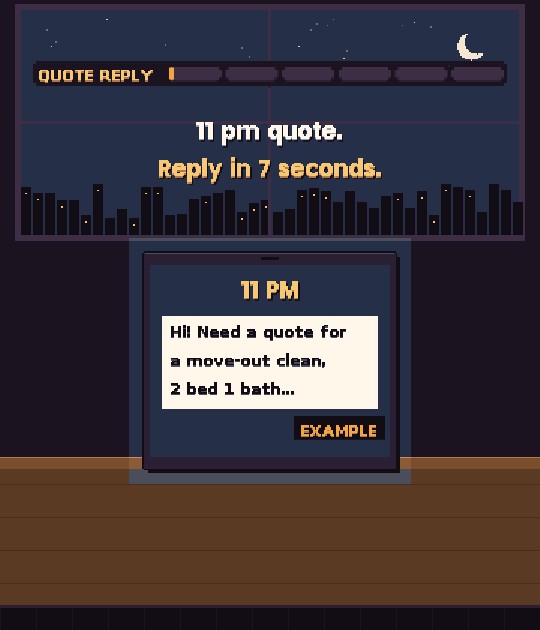 QUOTE REPLY
11 pm quote.
Reply in 7 seconds.
11 PM
Hi! Need a quote for
a move-out clean,
2 bed 1 bath...
EXAMPLE